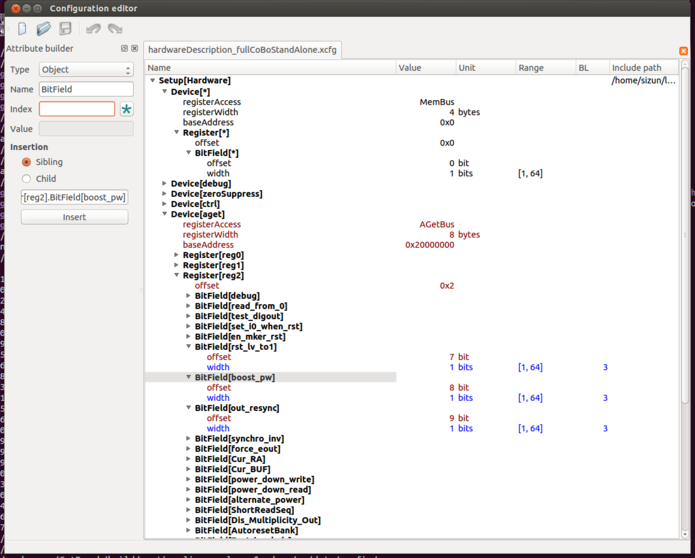 Configuration editor
Attribute builder
Type Object
Name BitField
Index
Value
Insertion
Sibling
Child
[reg2].BitField[boost_pw]
Insert
hardwareDescription_fullCoBoStandAlone.xcfg
Name Value Unit Range BL Include path
Setup[Hardware] /home/sizun/l...
Device[*]
registerAccess MemBus
registerWidth 4 bytes
baseAddress 0x0
Register[*]
offset 0x0
BitField[*]
offset 0 bit
width 1 bits [1, 64]
Device[debug]
Device[zeroSuppress]
Device[ctrl]
Device[aget]
registerAccess AGetBus
registerWidth 8 bytes
baseAddress 0x20000000
Register[reg0]
Register[reg1]
Register[reg2]
offset 0x2
BitField[debug]
BitField[read_from_0]
BitField[test_digout]
BitField[set_i0_when_rst]
BitField[en_mker_rst]
BitField[rst_lv_to1]
offset 7 bit
width 1 bits [1, 64] 3
BitField[boost_pw]
offset 8 bit
width 1 bits [1, 64] 3
BitField[out_resync]
offset 9 bit
width 1 bits [1, 64] 3
BitField[synchro_inv]
BitField[force_eout]
BitField[Cur_RA]
BitField[Cur_BUF]
BitField[power_down_write]
BitField[power_down_read]
BitField[alternate_power]
BitField[ShortReadSeq]
BitField[Dis_Multiplicity_Out]
BitField[AutoresetBank]